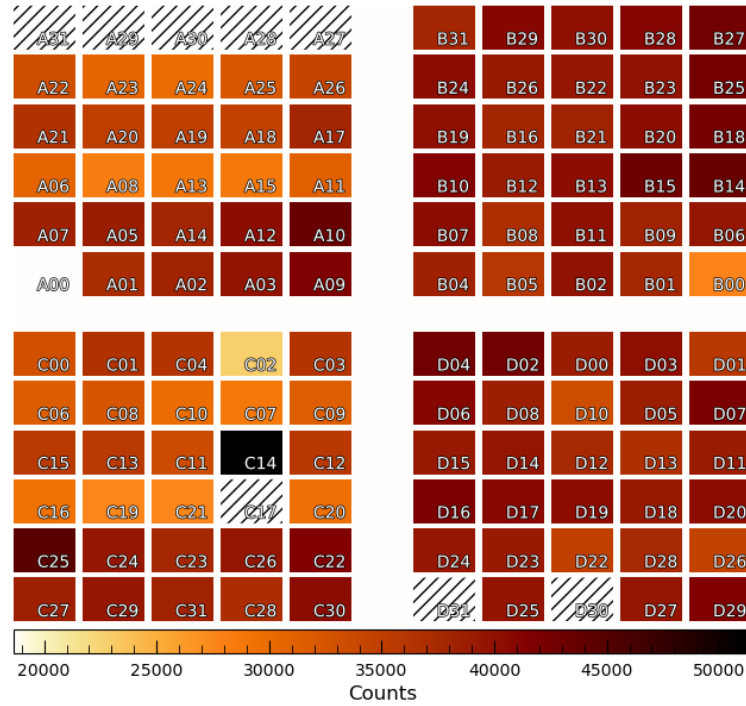 A31 A29 A30 A28 A27 B31 B29 B30 B28 B27
A22 A23 A24 A25 A26 B24 B26 B22 B23 B25
A21 A20 A19 A18 A17 B19 B16 B21 B20 B18
A06 A08 A13 A15 A11 B10 B12 B13 B15 B14
A07 A05 A14 A12 A10 B07 B08 B11 B09 B06
A00 A01 A02 A03 A09 B04 B05 B02 B01 B00
C00 C01 C04 C02 C03 D04 D02 D00 D03 D01
C06 C08 C10 C07 C09 D06 D08 D10 D05 D07
C15 C13 C11 C14 C12 D15 D14 D12 D13 D11
C16 C19 C21 C17 C20 D16 D17 D19 D18 D20
C25 C24 C23 C26 C22 D24 D23 D22 D28 D26
C27 C29 C31 C28 C30 D31 D25 D30 D27 D29
20000 25000 30000 35000 40000 45000 50000
Counts